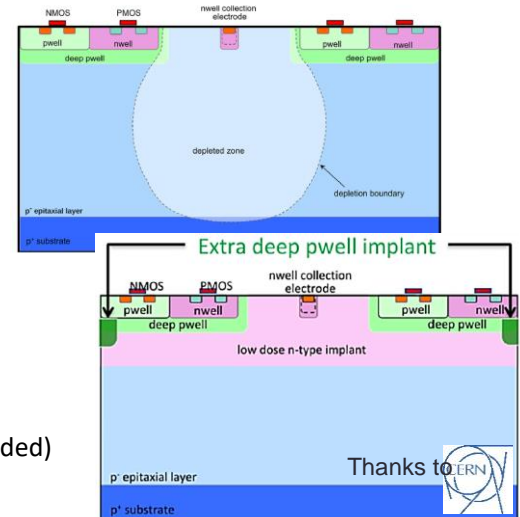 NMOS PMOS nwell collection electrode
pwell nwell pwell nwell
deep pwell deep pwell
depleted zone
depletion boundary
p⁻ epitaxial layer
p⁺ substrate
Extra deep pwell implant
NMOS PMOS nwell collection electrode
pwell nwell pwell nwell
deep pwell deep pwell
low dose n-type implant
ded)
p⁻ epitaxial layer
Thanks to CERN
p⁺ substrate